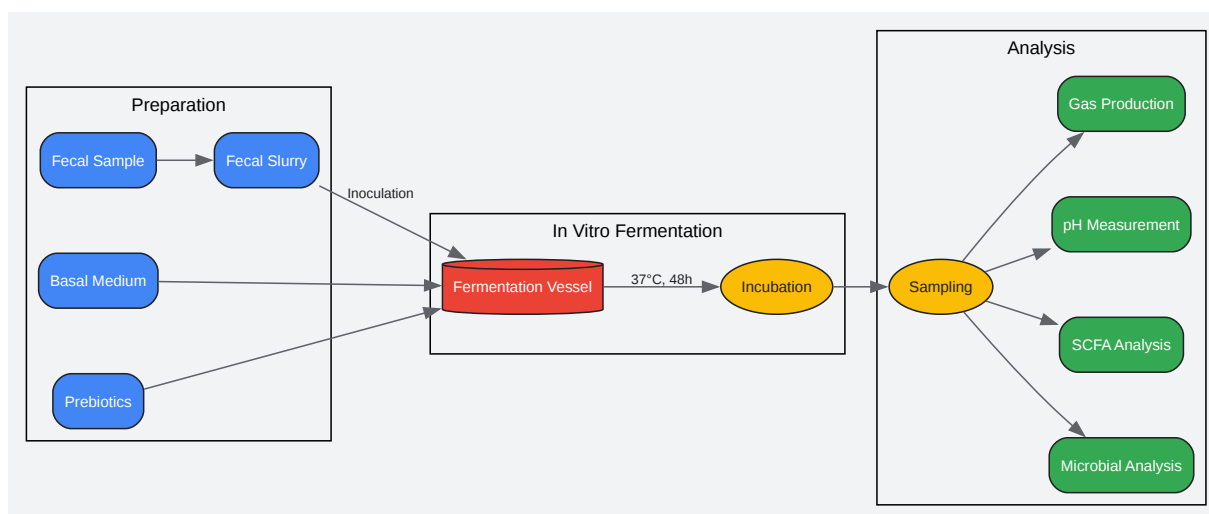 Preparation
Fecal Sample
Fecal Slurry
Basal Medium
Prebiotics
Inoculation
In Vitro Fermentation
Fermentation Vessel
37°C, 48h
Incubation
Analysis
Sampling
Gas Production
pH Measurement
SCFA Analysis
Microbial Analysis